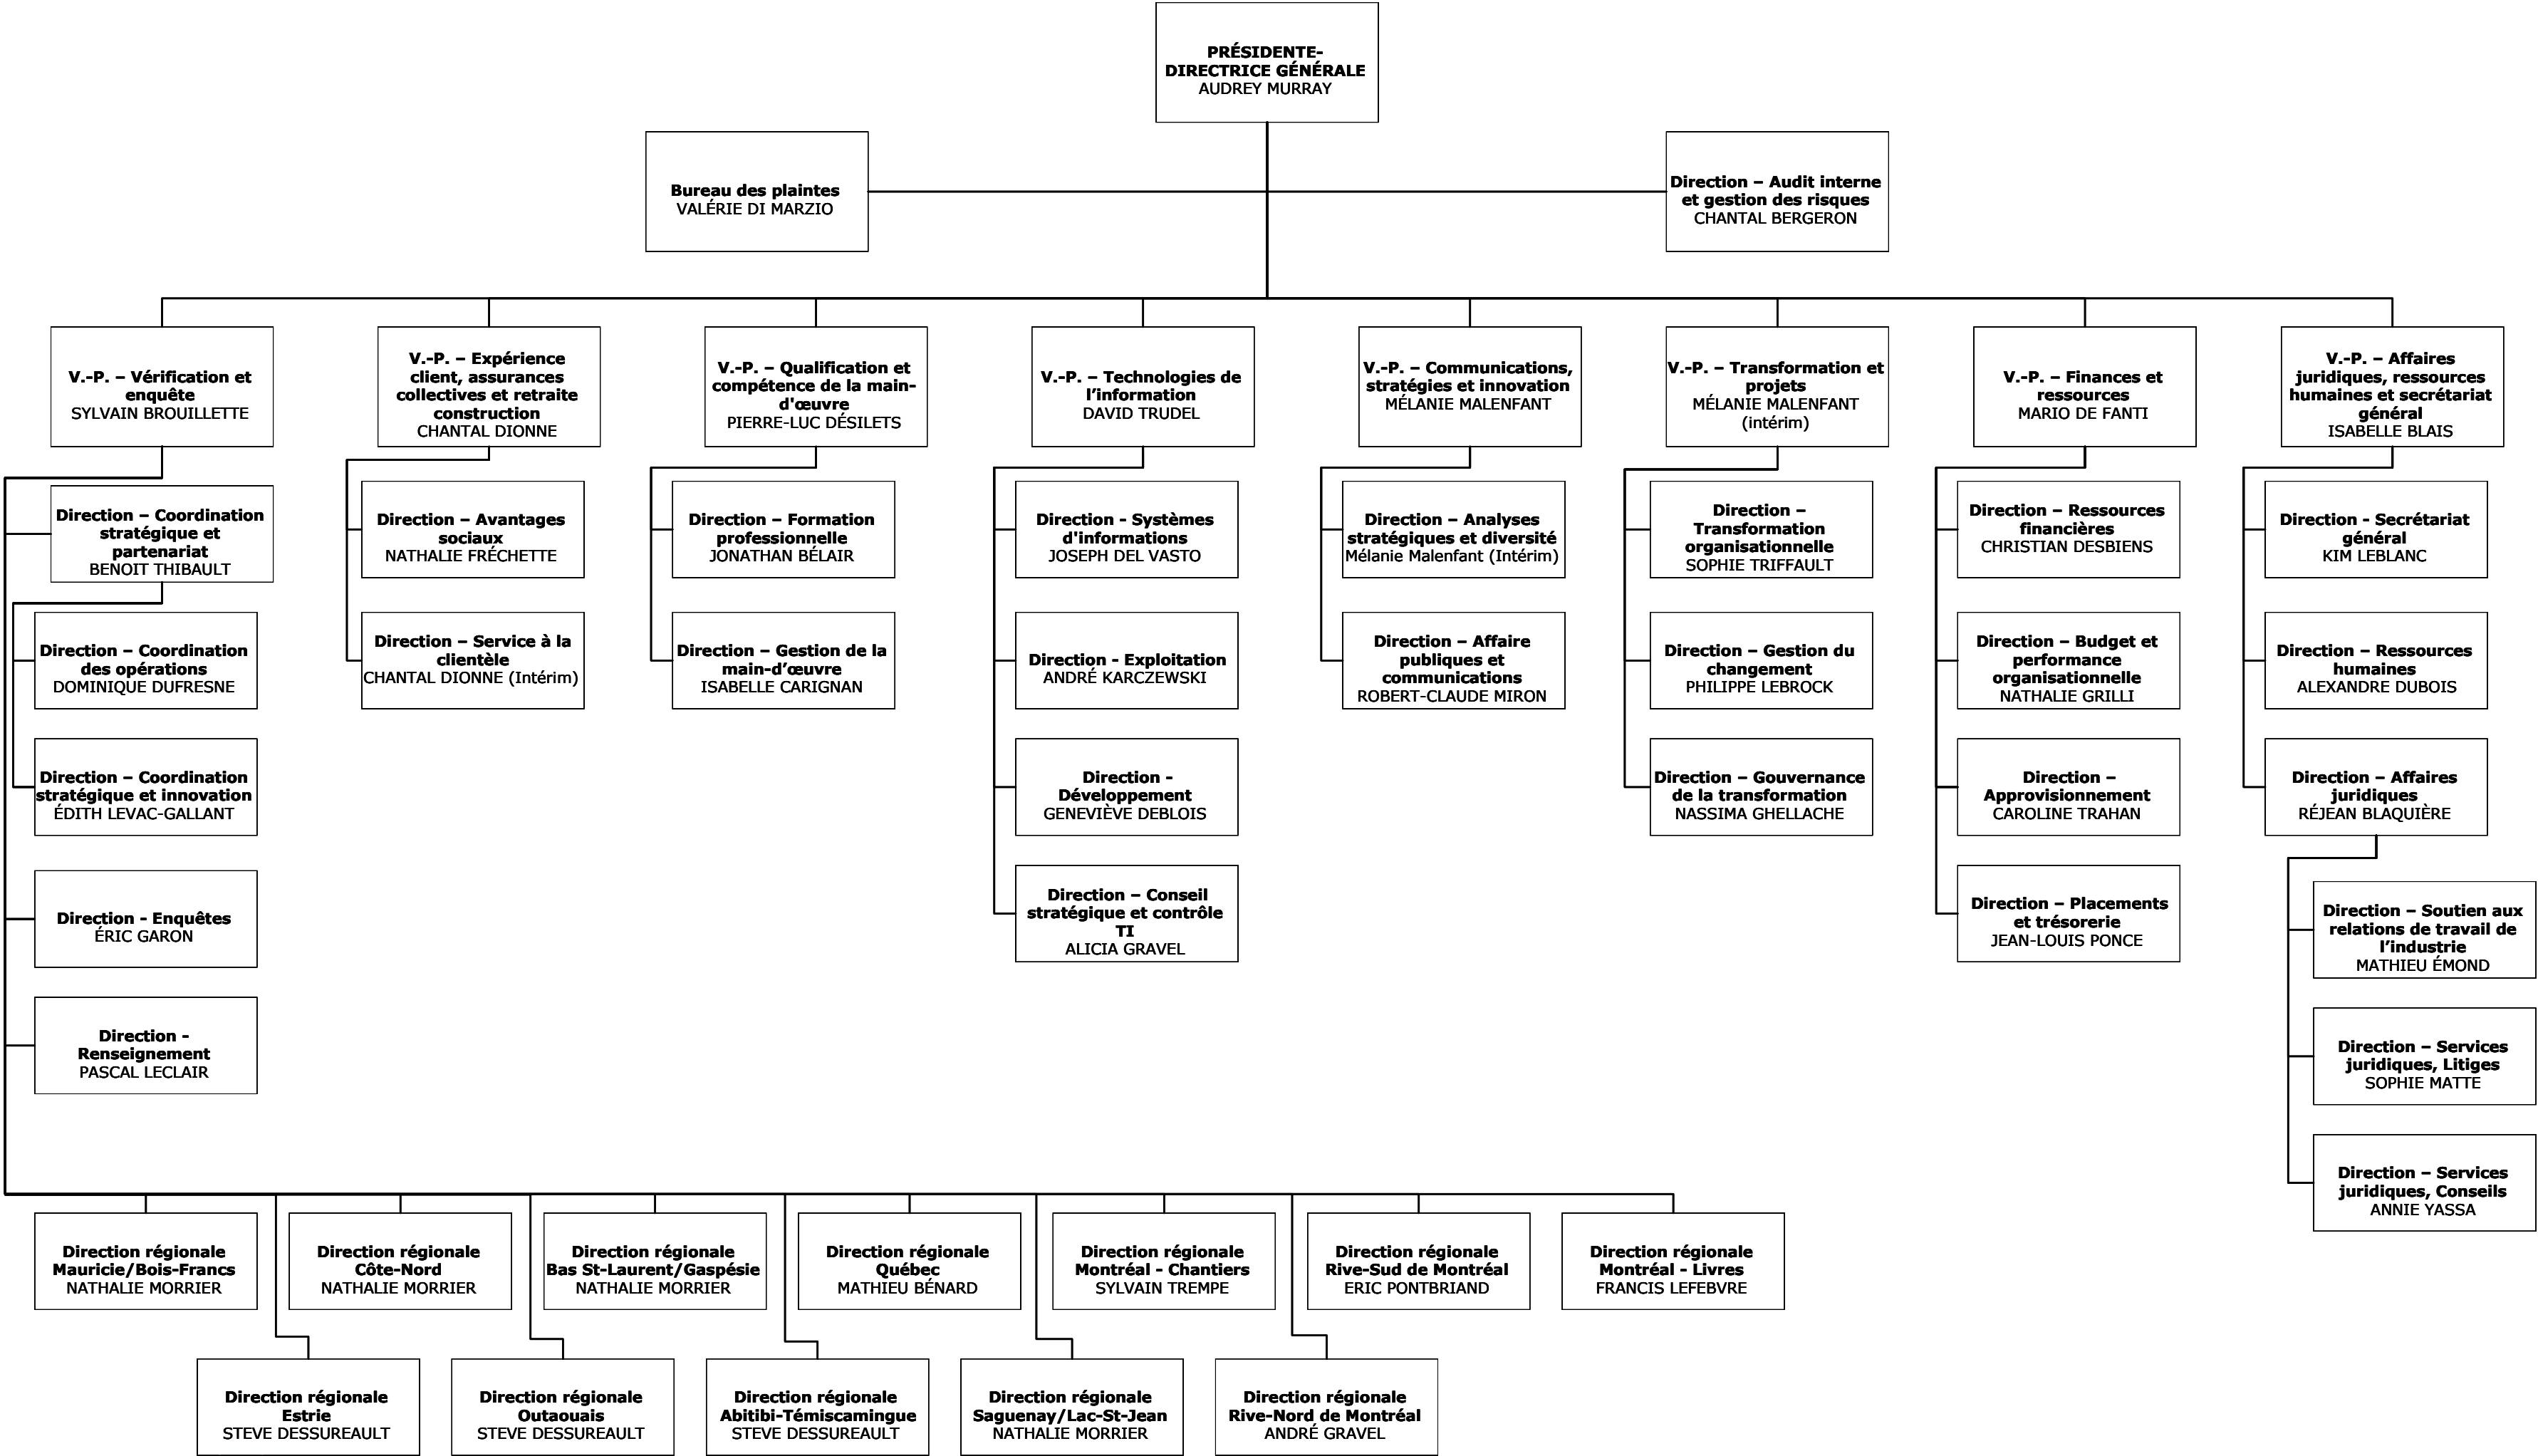 PRÉSIDENTE-
DIRECTRICE GÉNÉRALE
AUDREY MURRAY
Bureau des plaintes
VALÉRIE DI MARZIO
Direction – Audit interne
et gestion des risques
CHANTAL BERGERON
V.-P. – Vérification et
enquête
SYLVAIN BROUILLETTE
V.-P. – Expérience
client, assurances
collectives et retraite
construction
CHANTAL DIONNE
V.-P. – Qualification et
compétence de la main-
d'œuvre
PIERRE-LUC DÉSILETS
V.-P. – Technologies de
l’information
DAVID TRUDEL
V.-P. – Communications,
stratégies et innovation
MÉLANIE MALENFANT
V.-P. – Transformation et
projets
MÉLANIE MALENFANT
(intérim)
V.-P. – Finances et
ressources
MARIO DE FANTI
V.-P. – Affaires
juridiques, ressources
humaines et secrétariat
général
ISABELLE BLAIS
Direction – Coordination
stratégique et
partenariat
BENOIT THIBAULT
Direction – Coordination
des opérations
DOMINIQUE DUFRESNE
Direction – Coordination
stratégique et innovation
ÉDITH LEVAC-GALLANT
Direction - Enquêtes
ÉRIC GARON
Direction -
Renseignement
PASCAL LECLAIR
Direction – Avantages
sociaux
NATHALIE FRÉCHETTE
Direction – Service à la
clientèle
CHANTAL DIONNE (Intérim)
Direction – Formation
professionnelle
JONATHAN BÉLAIR
Direction – Gestion de la
main-d’œuvre
ISABELLE CARIGNAN
Direction - Systèmes
d'informations
JOSEPH DEL VASTO
Direction - Exploitation
ANDRÉ KARCZEWSKI
Direction -
Développement
GENEVIÈVE DEBLOIS
Direction – Conseil
stratégique et contrôle
TI
ALICIA GRAVEL
Direction – Analyses
stratégiques et diversité
Mélanie Malenfant (Intérim)
Direction – Affaire
publiques et
communications
ROBERT-CLAUDE MIRON
Direction –
Transformation
organisationnelle
SOPHIE TRIFFAULT
Direction – Gestion du
changement
PHILIPPE LEBROCK
Direction – Gouvernance
de la transformation
NASSIMA GHELLACHE
Direction – Ressources
financières
CHRISTIAN DESBIENS
Direction – Budget et
performance
organisationnelle
NATHALIE GRILLI
Direction –
Approvisionnement
CAROLINE TRAHAN
Direction – Placements
et trésorerie
JEAN-LOUIS PONCE
Direction - Secrétariat
général
KIM LEBLANC
Direction – Ressources
humaines
ALEXANDRE DUBOIS
Direction – Affaires
juridiques
RÉJEAN BLAQUIÈRE
Direction – Soutien aux
relations de travail de
l’industrie
MATHIEU ÉMOND
Direction – Services
juridiques, Litiges
SOPHIE MATTE
Direction – Services
juridiques, Conseils
ANNIE YASSA
Direction régionale
Mauricie/Bois-Francs
NATHALIE MORRIER
Direction régionale
Côte-Nord
NATHALIE MORRIER
Direction régionale
Bas St-Laurent/Gaspésie
NATHALIE MORRIER
Direction régionale
Québec
MATHIEU BÉNARD
Direction régionale
Montréal - Chantiers
SYLVAIN TREMPE
Direction régionale
Rive-Sud de Montréal
ERIC PONTBRIAND
Direction régionale
Montréal - Livres
FRANCIS LEFEBVRE
Direction régionale
Estrie
STEVE DESSUREAULT
Direction régionale
Outaouais
STEVE DESSUREAULT
Direction régionale
Abitibi-Témiscamingue
STEVE DESSUREAULT
Direction régionale
Saguenay/Lac-St-Jean
NATHALIE MORRIER
Direction régionale
Rive-Nord de Montréal
ANDRÉ GRAVEL